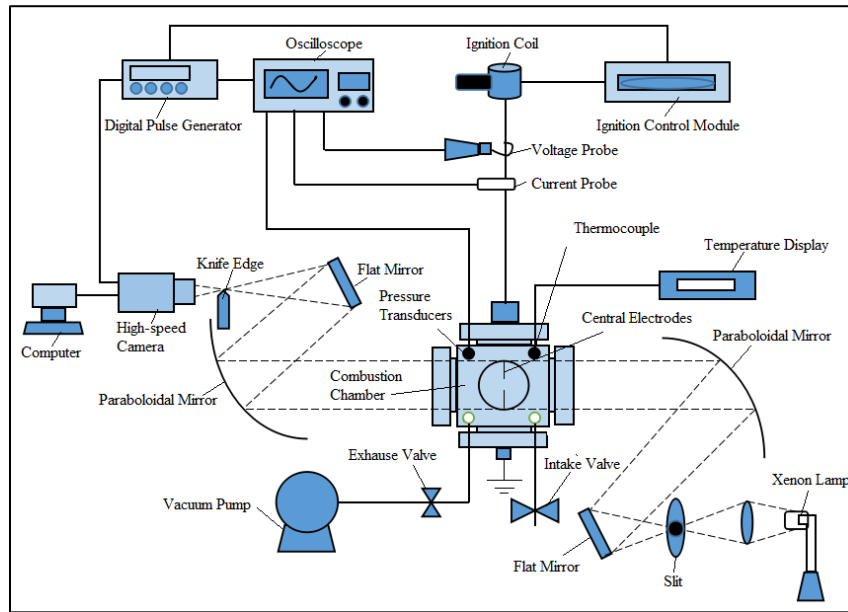 Oscilloscope
Ignition Coil
Digital Pulse Generator
Ignition Control Module
Voltage Probe
Current Probe
Thermocouple
Temperature Display
Knife Edge
Flat Mirror
Pressure
Transducers
Central Electrodes
High-speed
Camera
Computer
Paraboloidal Mirror
Paraboloidal Mirror
Combustion
Chamber
Exhause Valve
Intake Valve
Vacuum Pump
Xenon Lamp
Flat Mirror
Slit